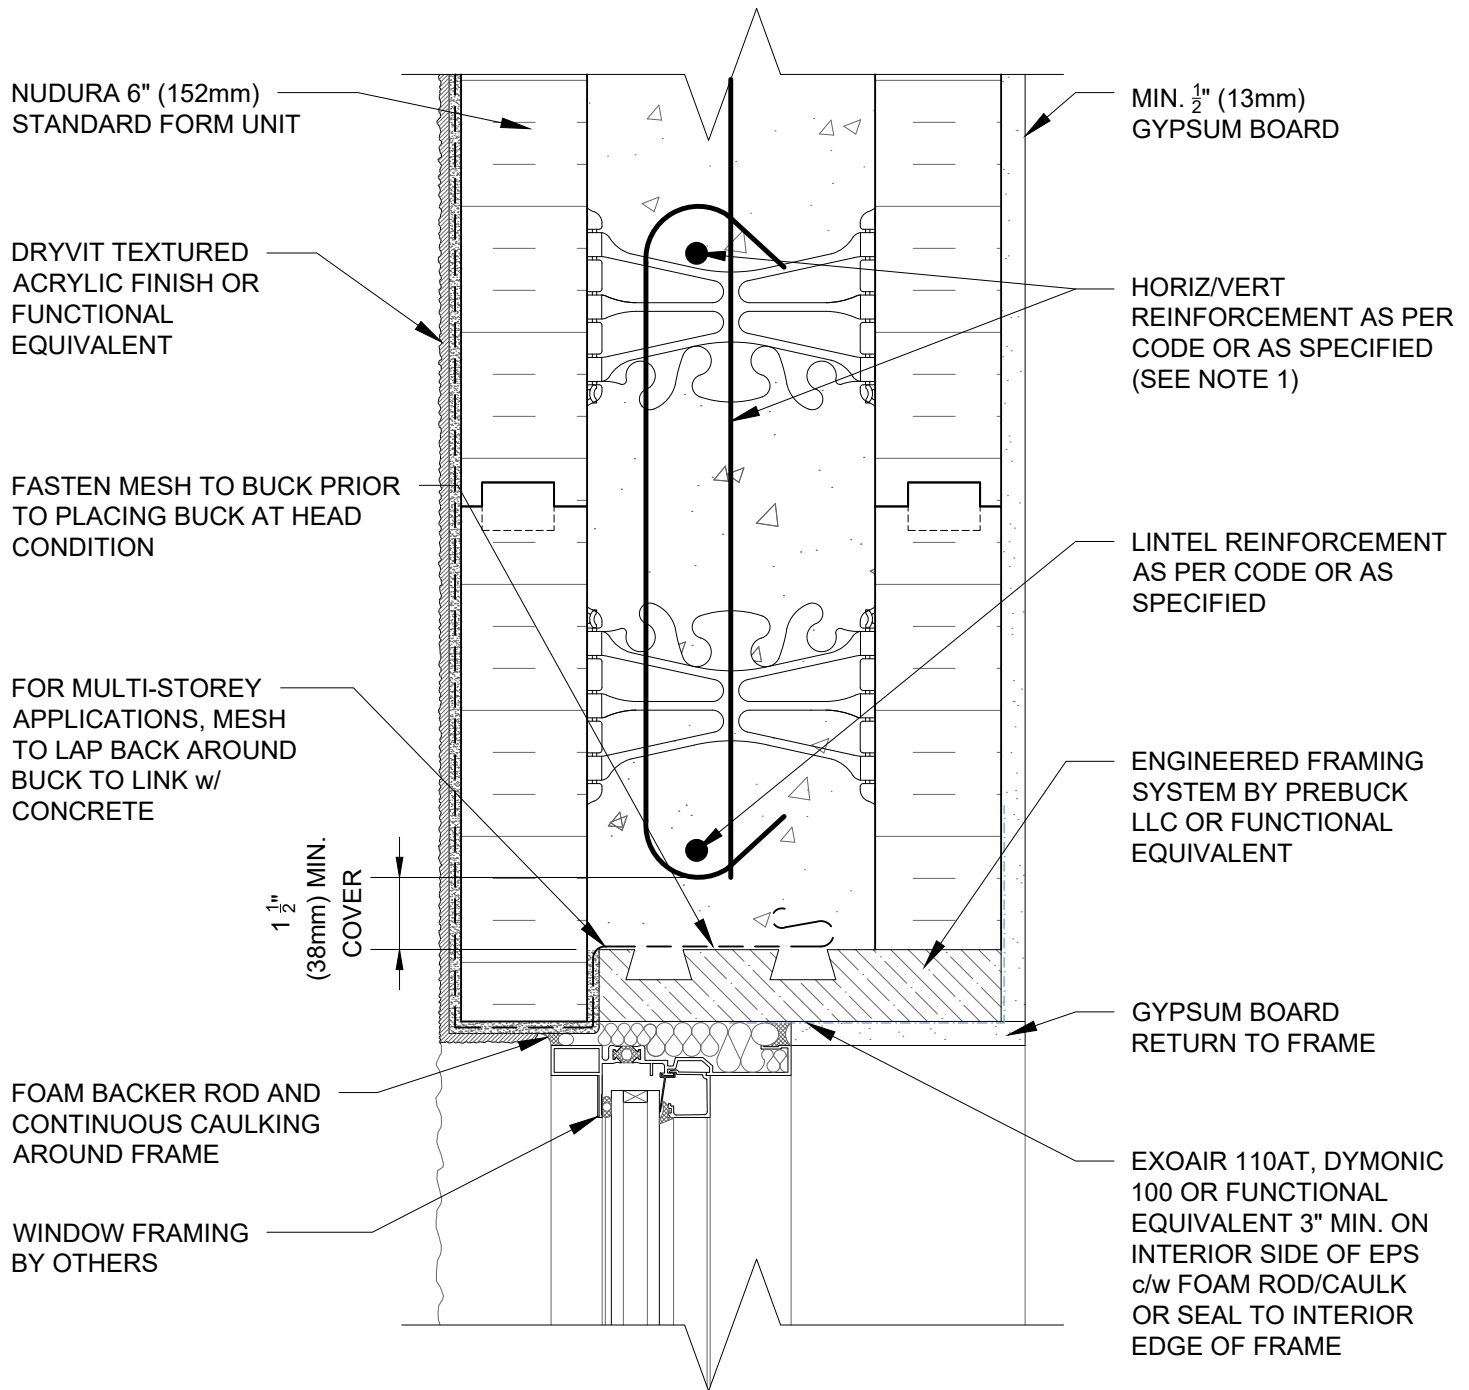 NUDURA 6" (152mm)
STANDARD FORM UNIT
DRYVIT TEXTURED
ACRYLIC FINISH OR
FUNCTIONAL
EQUIVALENT
FASTEN MESH TO BUCK PRIOR
TO PLACING BUCK AT HEAD
CONDITION
FOR MULTI-STOREY
APPLICATIONS, MESH
TO LAP BACK AROUND
BUCK TO LINK w/
CONCRETE
1 1/2"
(38mm) MIN.
COVER
FOAM BACKER ROD AND
CONTINUOUS CAULKING
AROUND FRAME
WINDOW FRAMING
BY OTHERS
MIN. 1/2" (13mm)
GYPSUM BOARD
HORIZ/VERT
REINFORCEMENT AS PER
CODE OR AS SPECIFIED
(SEE NOTE 1)
LINTEL REINFORCEMENT
AS PER CODE OR AS
SPECIFIED
ENGINEERED FRAMING
SYSTEM BY PREBUCK
LLC OR FUNCTIONAL
EQUIVALENT
GYPSUM BOARD
RETURN TO FRAME
EXOAIR 110AT, DYMONIC
100 OR FUNCTIONAL
EQUIVALENT 3" MIN. ON
INTERIOR SIDE OF EPS
c/w FOAM ROD/CAULK
OR SEAL TO INTERIOR
EDGE OF FRAME